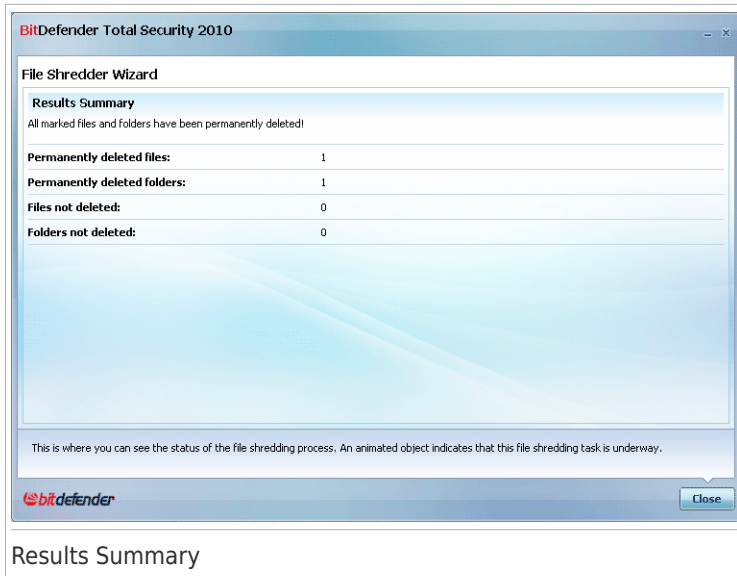 BitDefender Total Security 2010
File Shredder Wizard
Results Summary
All marked files and folders have been permanently deleted!
Permanently deleted files: 1
Permanently deleted folders: 1
Files not deleted: 0
Folders not deleted: 0
This is where you can see the status of the file shredding process. An animated object indicates that this file shredding task is underway.
bitdefender
Close
Results Summary